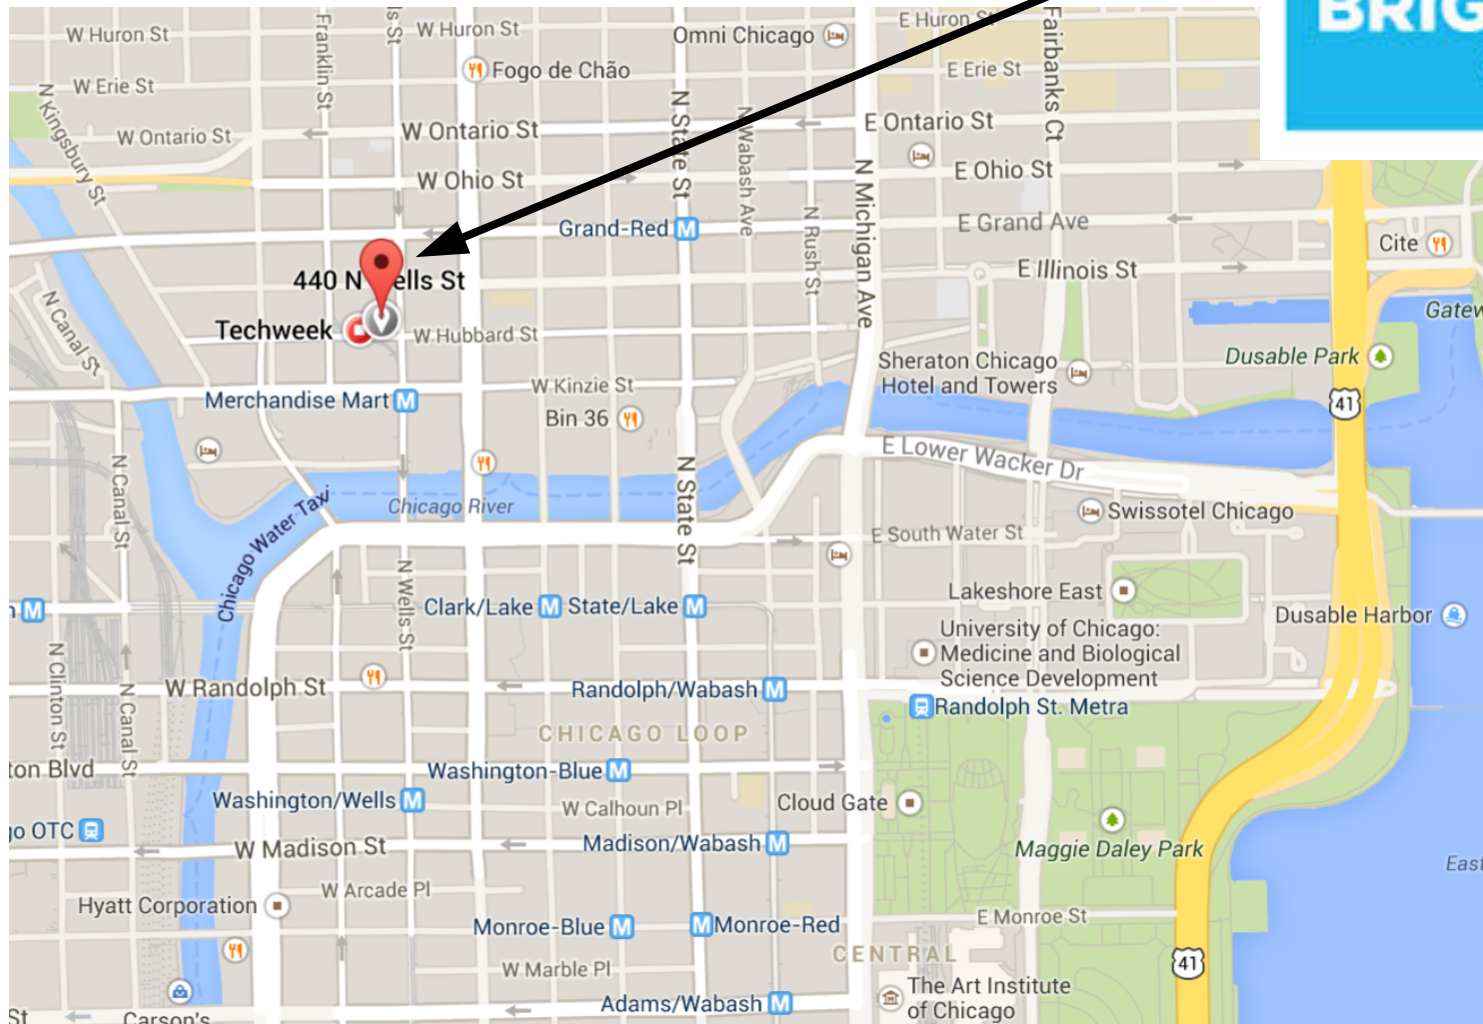 BRIG
W Huron St
Franklin St
ls St
W Huron St
Omni Chicago
E Huron St
Fairbanks Ct
Fogo de Chão
E Erie St
W Erie St
N Kingsbury St
W Ontario St
W Ontario St
N State St
N Wabash Ave
E Ontario St
W Ohio St
N Michigan Ave
E Ohio St
Grand-Red M
N Rush St
E Grand Ave
Cite
440 N Wells St
E Illinois St
N Canal St
Techweek
W Hubbard St
Gatew
Sheraton Chicago
Hotel and Towers
Dusable Park
Merchandise Mart M
W Kinzie St
41
Bin 36
E Lower Wacker Dr
N Canal St
N State St
Chicago River
Chicago Water Taxi
Swissotel Chicago
E South Water St
N Wells St
Clark/Lake M
State/Lake M
Lakeshore East
n M
Dusable Harbor
University of Chicago:
Medicine and Biological
Science Development
N Clinton St
N Canal St
W Randolph St
Randolph/Wabash M
Randolph St. Metra
CHICAGO LOOP
ton Blvd
Washington-Blue M
Washington/Wells M
W Calhoun Pl
Cloud Gate
go OTC
W Madison St
Madison/Wabash M
Maggie Daley Park
East
W Arcade Pl
Hyatt Corporation
Monroe-Blue M
M Monroe-Red
E Monroe St
CENTRAL
41
W Marble Pl
The Art Institute
of Chicago
Adams/Wabash M
St
Carson's